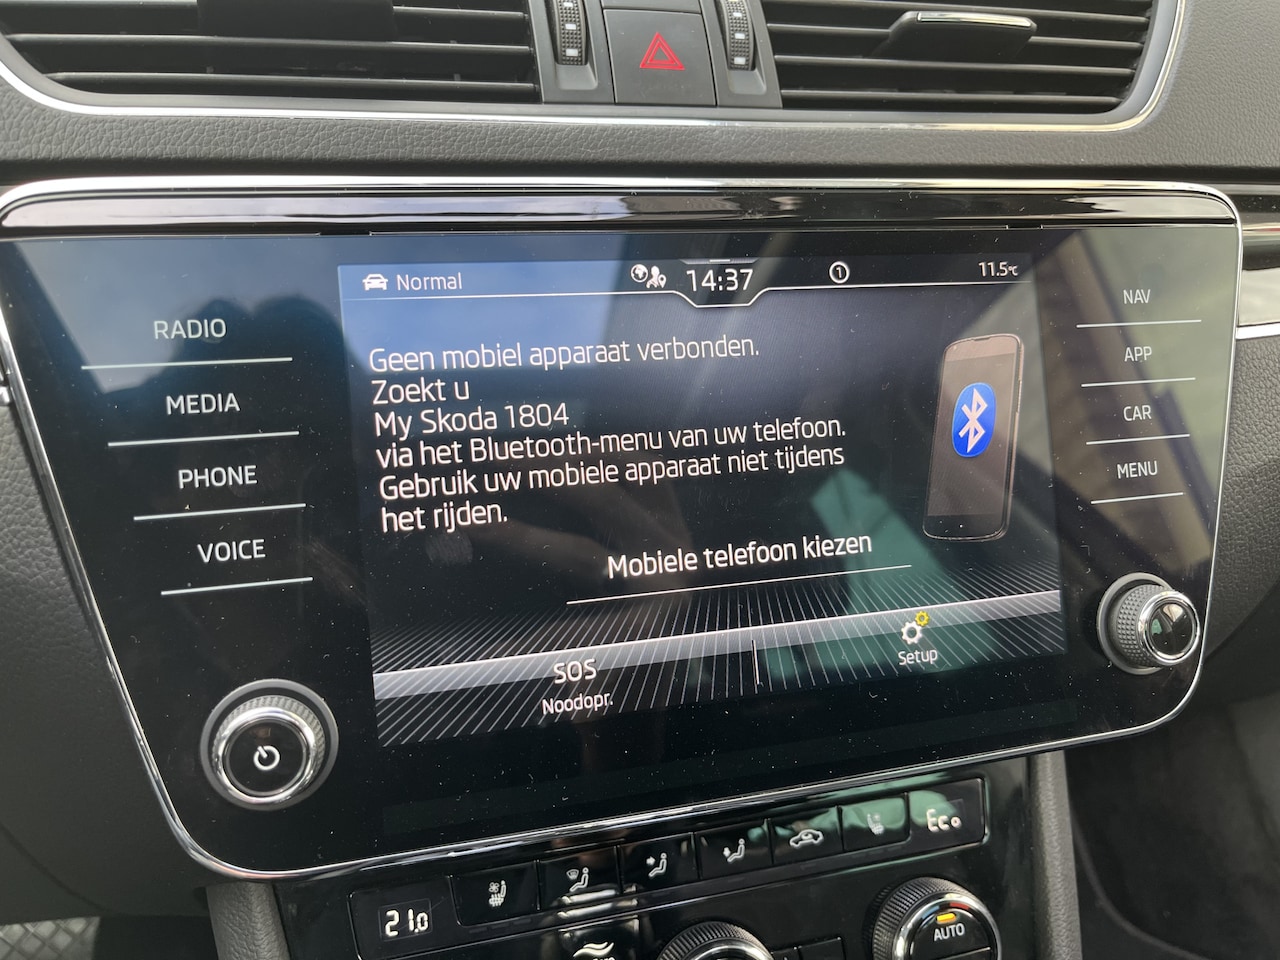 Normal
14:37
1
11.5°C
RADIO
MEDIA
PHONE
VOICE
Geen mobiel apparaat verbonden.
Zoekt u
My Skoda 1804
via het Bluetooth-menu van uw telefoon.
Gebruik uw mobiele apparaat niet tijdens
het rijden.
Mobiele telefoon kiezen
SOS
Noodopr.
Setup
NAV
APP
CAR
MENU
Eco
21.0
AUTO